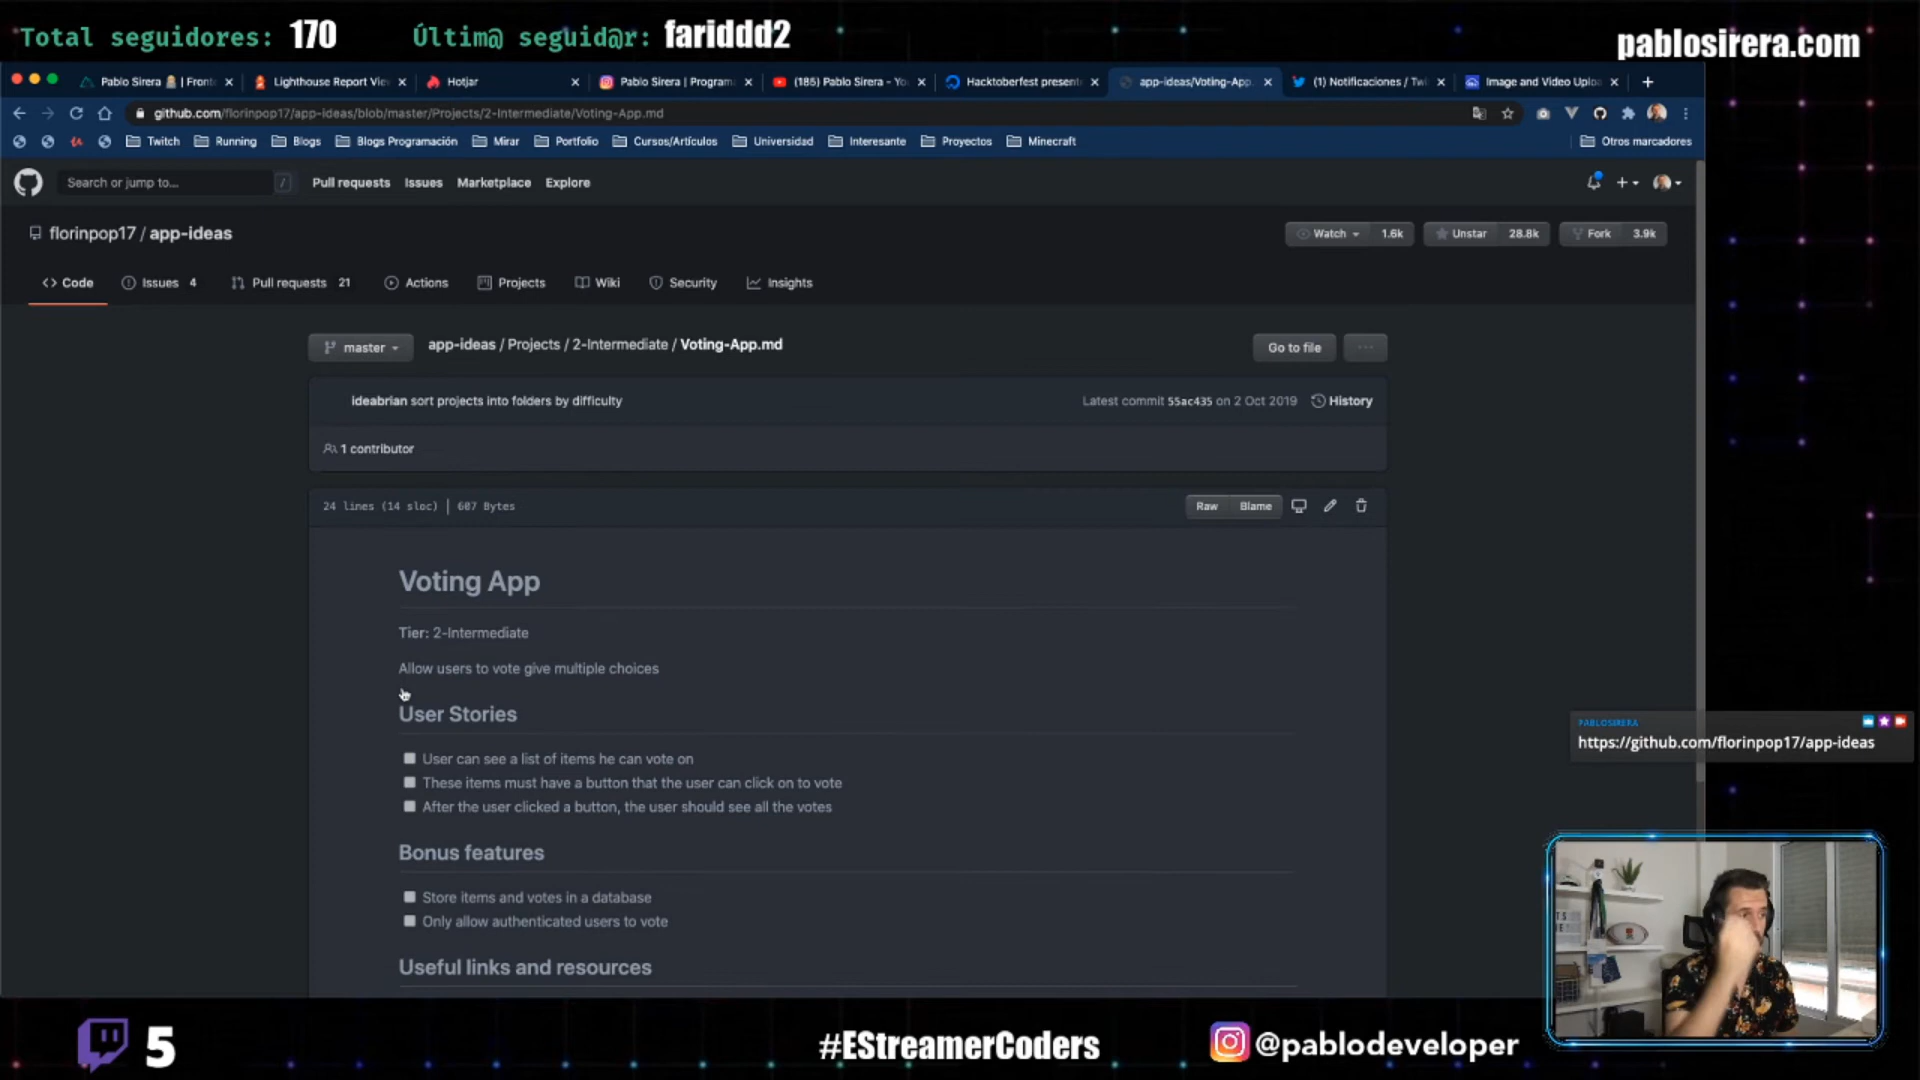 Total seguidores: 170
Últim@ seguid@r: fariddd2
pablosirera.com
Pablo Sirera | Fronte
Lighthouse Report Vie
Hotjar
Pablo Sirera | Program
(185) Pablo Sirera - Yo
Hacktoberfest present
app-ideas/Voting-App.
(1) Notificaciones / Twi
Image and Video Uploa
github.com/florinpop17/app-ideas/blob/master/Projects/2-Intermediate/Voting-App.md
Twitch
Running
Blogs
Blogs Programación
Mirar
Portfolio
Cursos/Artículos
Universidad
Interesante
Proyectos
Minecraft
Otros marcadores
Search or jump to...
/
Pull requests
Issues
Marketplace
Explore
florinpop17 / app-ideas
Watch 1.6k
Unstar 28.8k
Fork 3.9k
<> Code
Issues 4
Pull requests 21
Actions
Projects
Wiki
Security
Insights
master
app-ideas / Projects / 2-Intermediate / Voting-App.md
Go to file
ideabrian sort projects into folders by difficulty
Latest commit 55ac435 on 2 Oct 2019
History
1 contributor
24 lines (14 sloc) | 607 Bytes
Raw
Blame
Voting App
Tier: 2-Intermediate
Allow users to vote give multiple choices
User Stories
User can see a list of items he can vote on
These items must have a button that the user can click on to vote
After the user clicked a button, the user should see all the votes
Bonus features
Store items and votes in a database
Only allow authenticated users to vote
Useful links and resources
PABLOSIRERA
https://github.com/florinpop17/app-ideas
5
#EStreamerCoders
@pablodeveloper